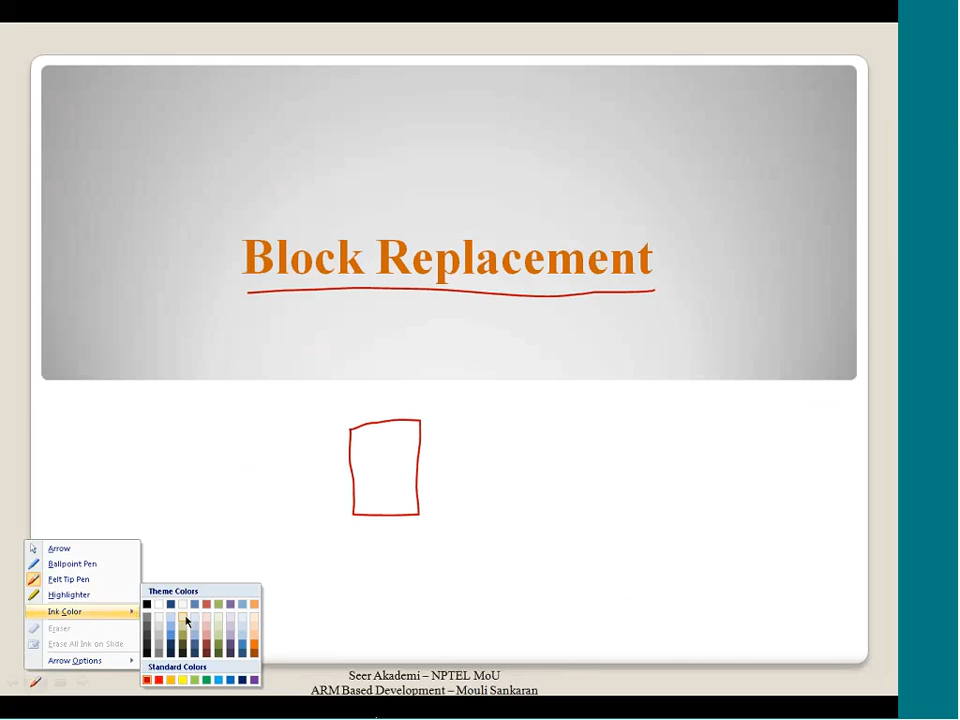 Block Replacement
Arrow
Ballpoint Pen
Felt Tip Pen
Highlighter
Ink Color
Eraser
Erase All Ink on Slide
Arrow Options
Theme Colors
Standard Colors
Seer Akademi – NPTEL MoU
ARM Based Development – Mouli Sankaran